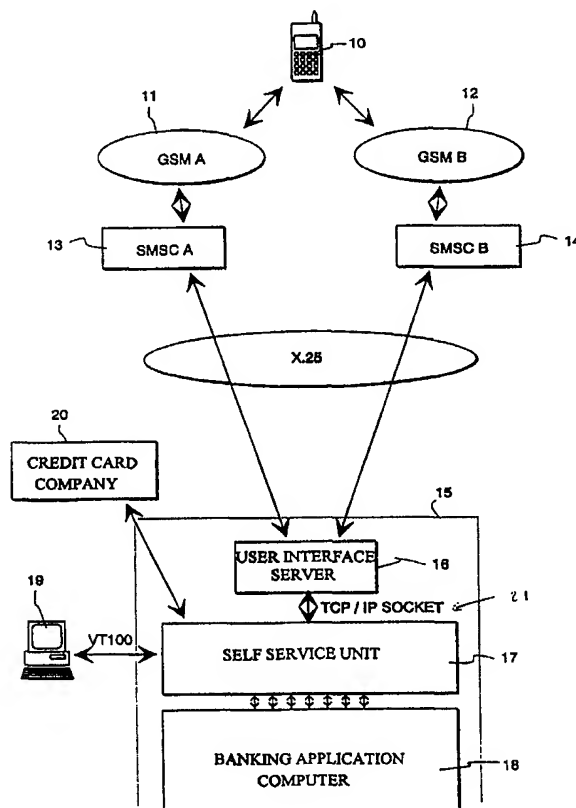 10
11
12
GSM A
GSM B
13
SMSC A
SMSC B
14
X.25
20
CREDIT CARD
COMPANY
15
USER INTERFACE
SERVER
16
TCP / IP SOCKET
21
19
VT100
SELF SERVICE UNIT
17
BANKING APPLICATION
COMPUTER
18